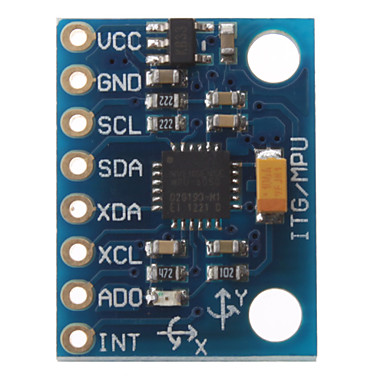 VCC
GND
222
SCL
222
SDA
XDA
ITG/MPU
XCL
472
102
ADO
Y
INT
X